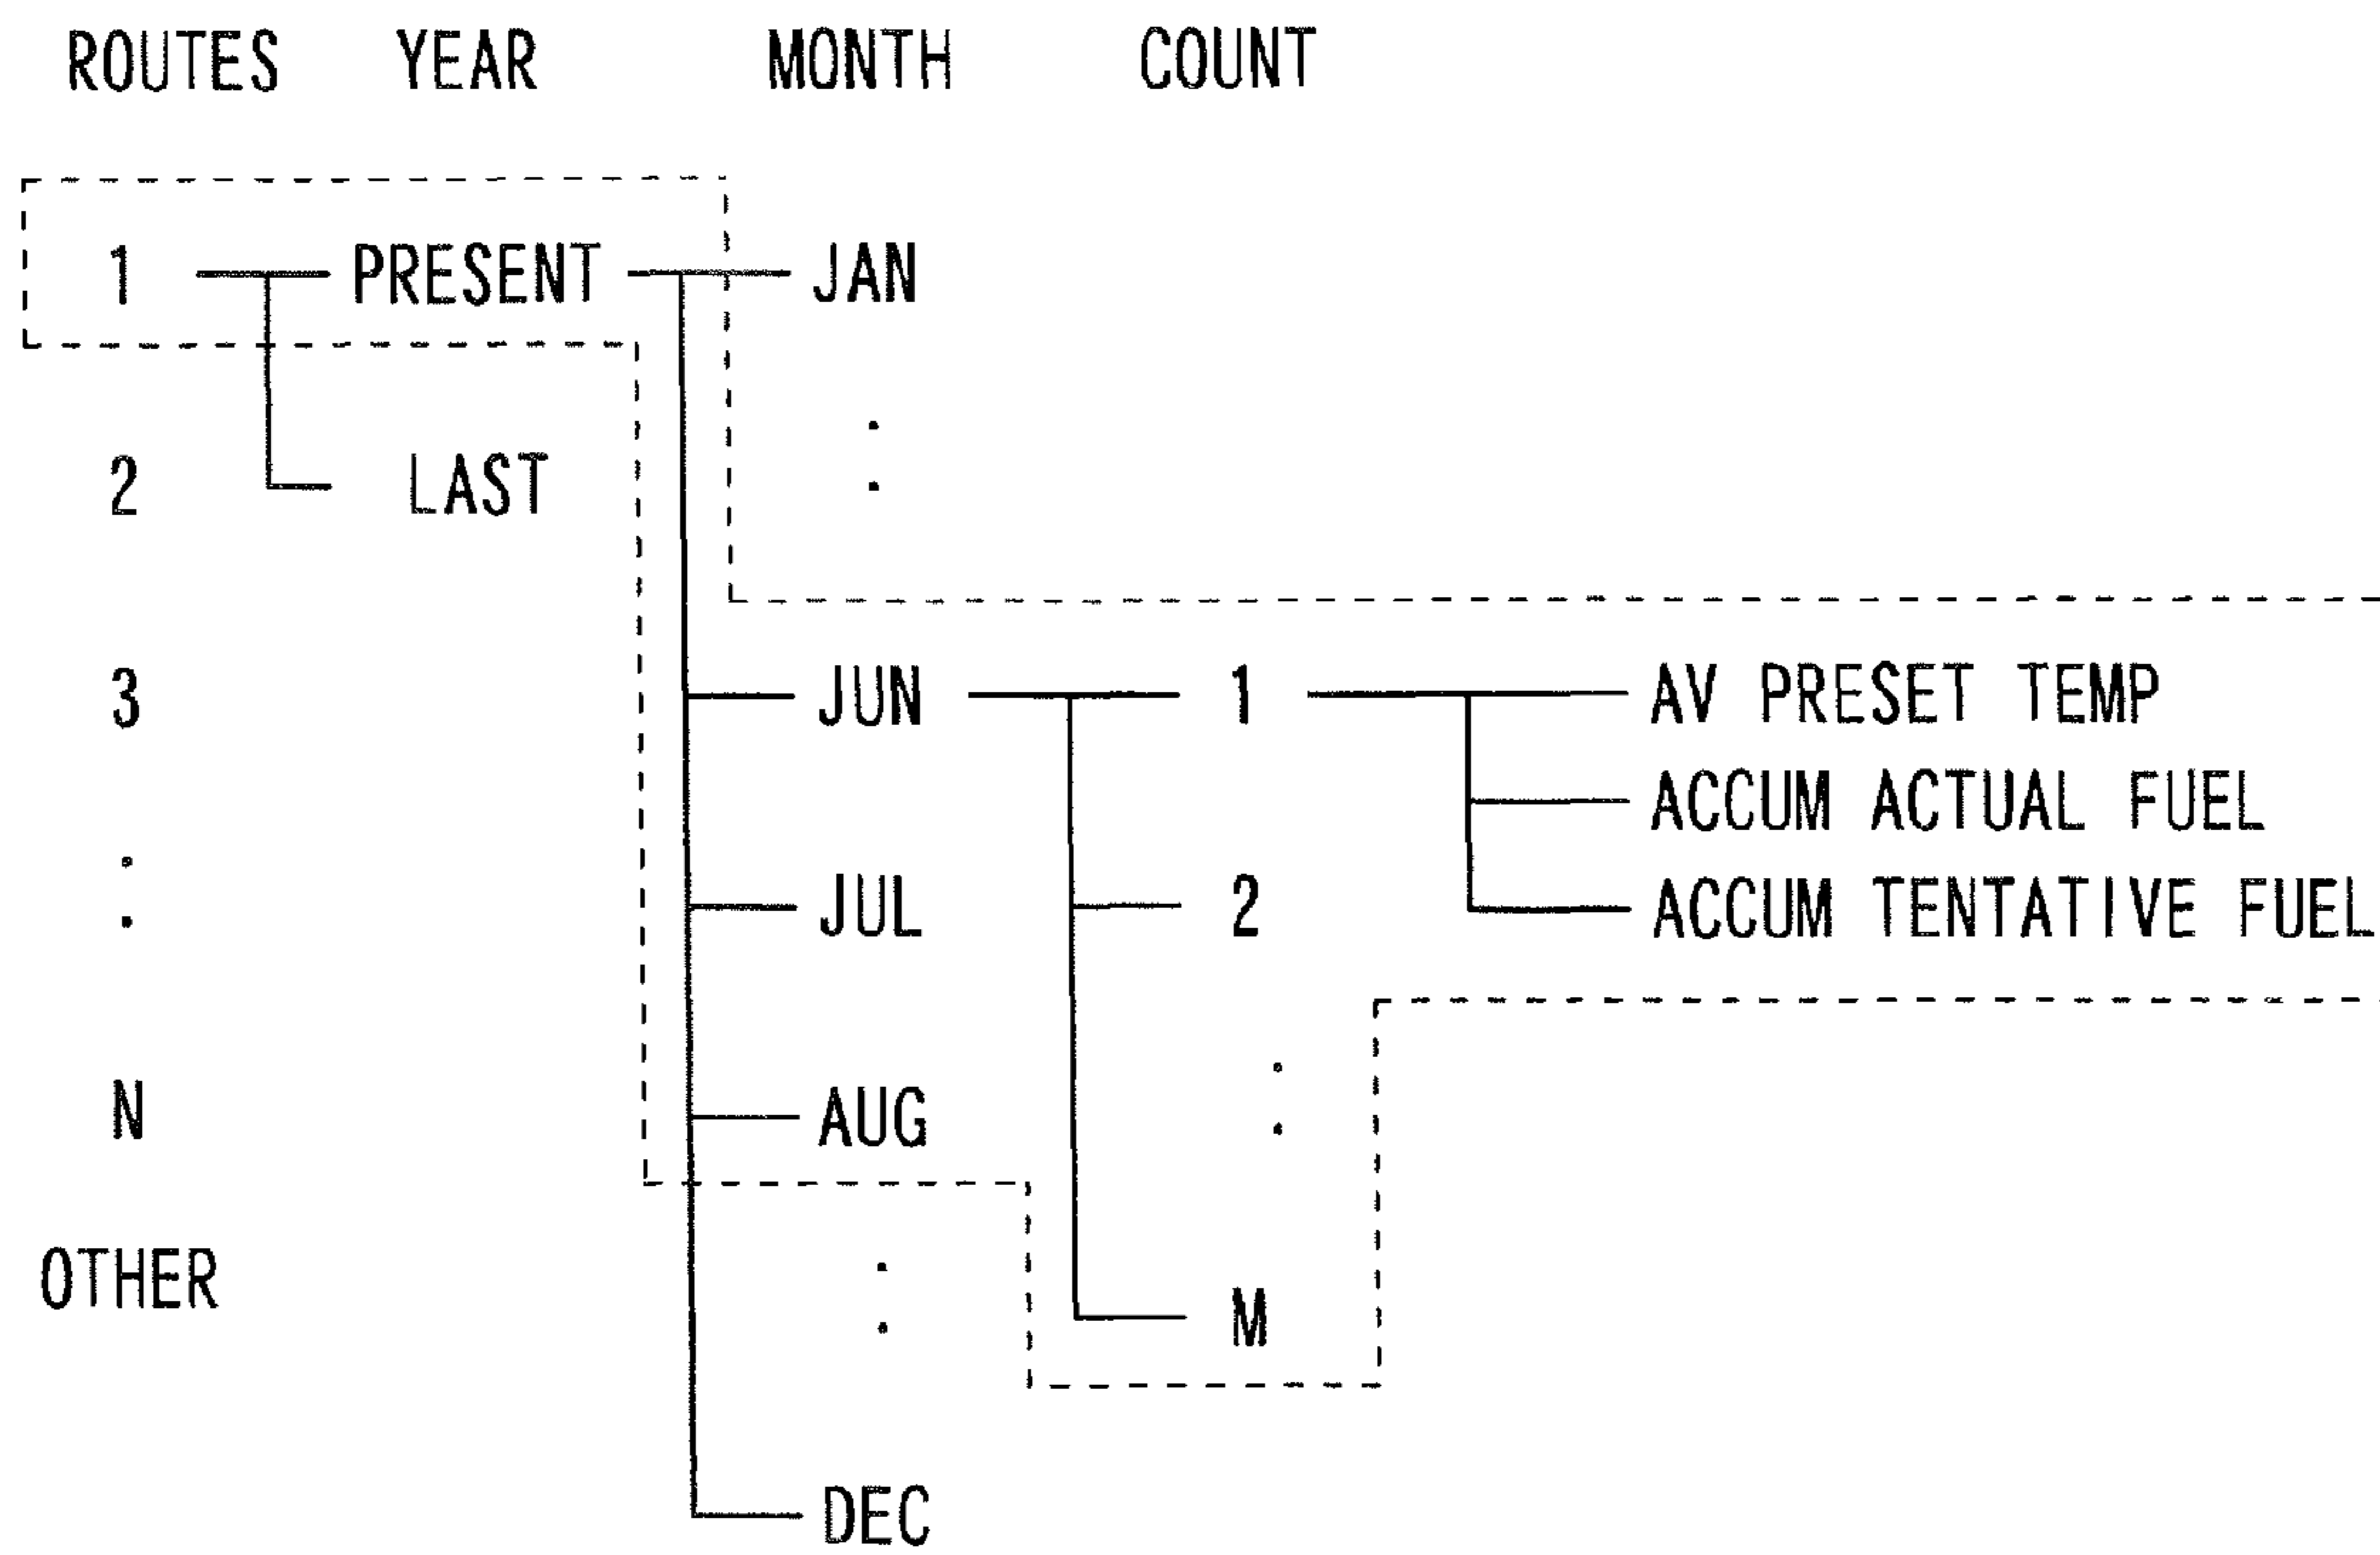 ROUTES YEAR MONTH COUNT
1 PRESENT JAN
2 LAST
3 JUN 1 AV PRESET TEMP
ACCUM ACTUAL FUEL
JUL 2 ACCUM TENTATIVE FUEL
N AUG
OTHER M
DEC